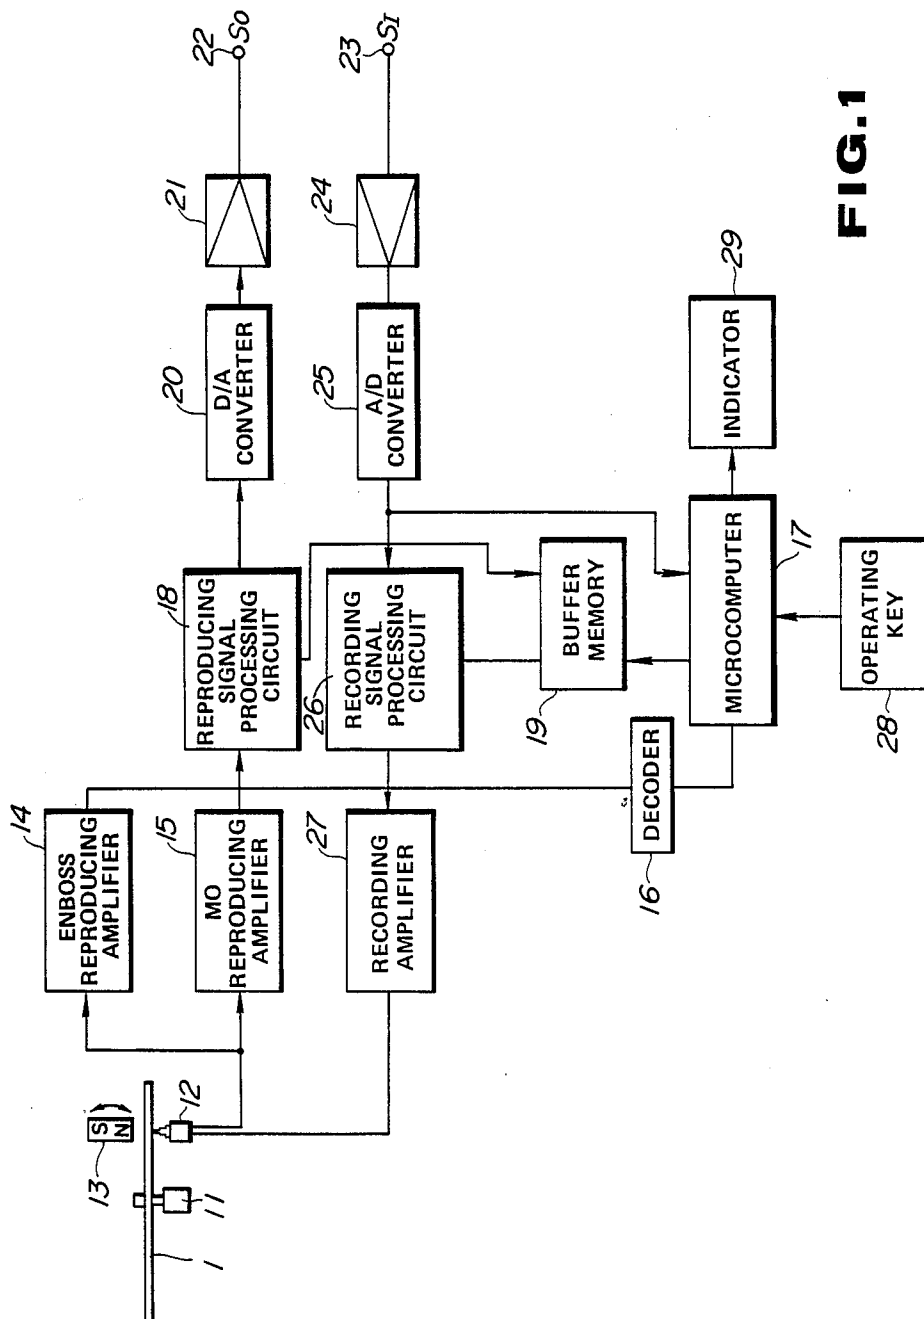 14
ENBOSS
REPRODUCING
AMPLIFIER
15
MO
REPRODUCING
AMPLIFIER
18
REPRODUCING
SIGNAL
PROCESSING
CIRCUIT
20
D/A
CONVERTER
21
22
SO
13
S
N
12
11
1
27
RECORDING
AMPLIFIER
26
RECORDING
SIGNAL
PROCESSING
CIRCUIT
25
A/D
CONVERTER
24
23
SI
19
BUFFER
MEMORY
16
DECODER
MICROCOMPUTER
17
INDICATOR
29
OPERATING
KEY
28
FIG.1